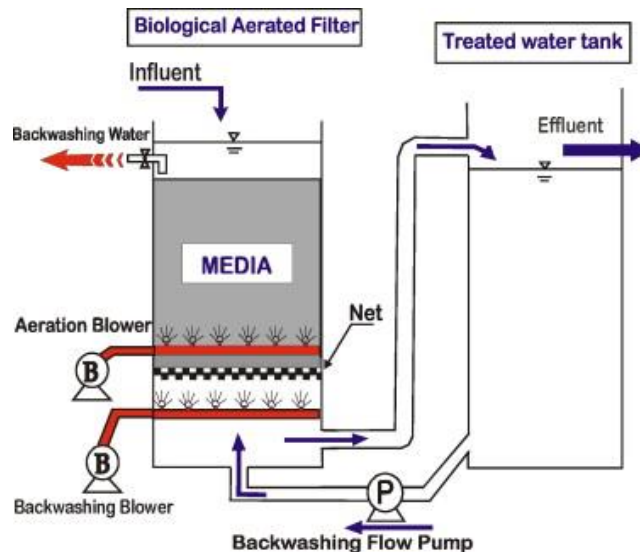 Biological Aerated Filter
Treated water tank
Influent
Backwashing Water
Effluent
MEDIA
Net
Aeration Blower
B
B
Backwashing Blower
P
Backwashing Flow Pump